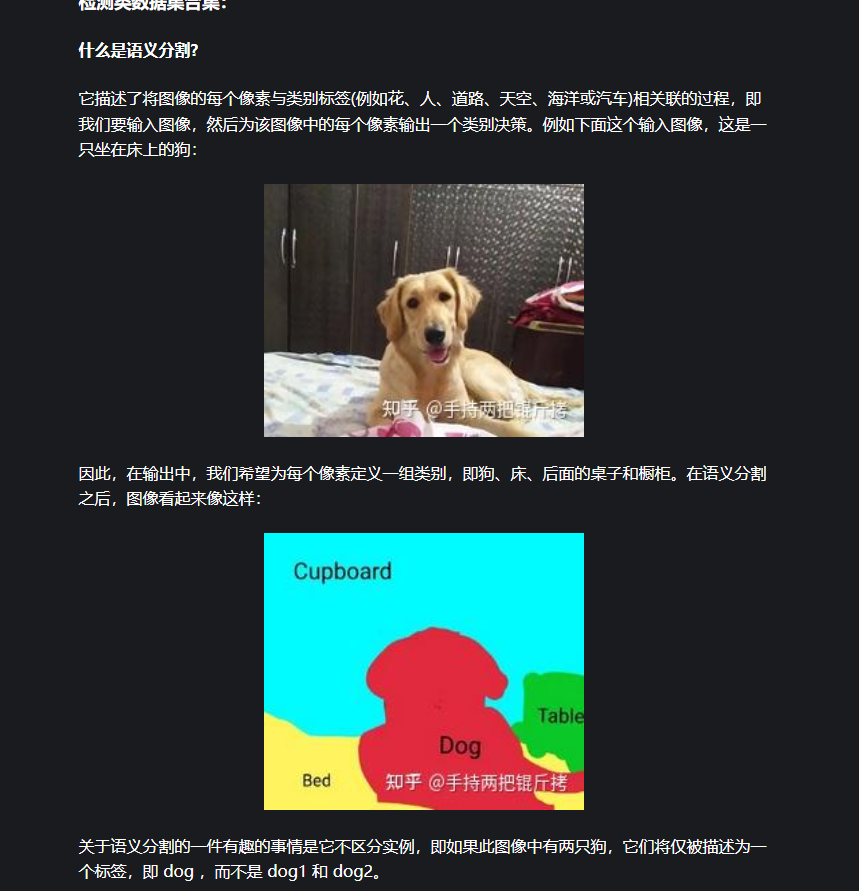 检测类数据集合集：
什么是语义分割?
它描述了将图像的每个像素与类别标签(例如花、人、道路、天空、海洋或汽车)相关联的过程，即
我们要输入图像，然后为该图像中的每个像素输出一个类别决策。例如下面这个输入图像，这是一
只坐在床上的狗：
知乎 @手持两把锟斤拷
因此，在输出中，我们希望为每个像素定义一组类别，即狗、床、后面的桌子和橱柜。在语义分割
之后，图像看起来像这样：
Cupboard
Table
Dog
Bed
知乎 @手持两把锟斤拷
关于语义分割的一件有趣的事情是它不区分实例，即如果此图像中有两只狗，它们将仅被描述为一
个标签，即 dog ，而不是 dog1 和 dog2。